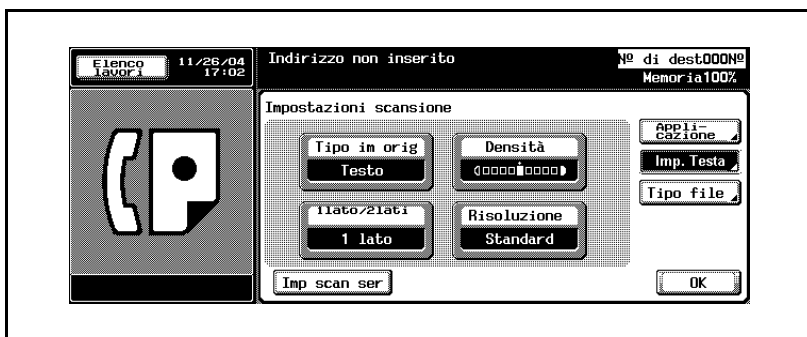 Elenco lavori
11/26/04
17:02
Indirizzo non inserito
Nº di dest000Nº
Memoria100%
Impostazioni scansione
Tipo im orig
Testo
Densità
1lato/2lati
1 lato
Risoluzione
Standard
Appli-
cazione
Imp. Testa
Tipo file
Imp scan ser
OK